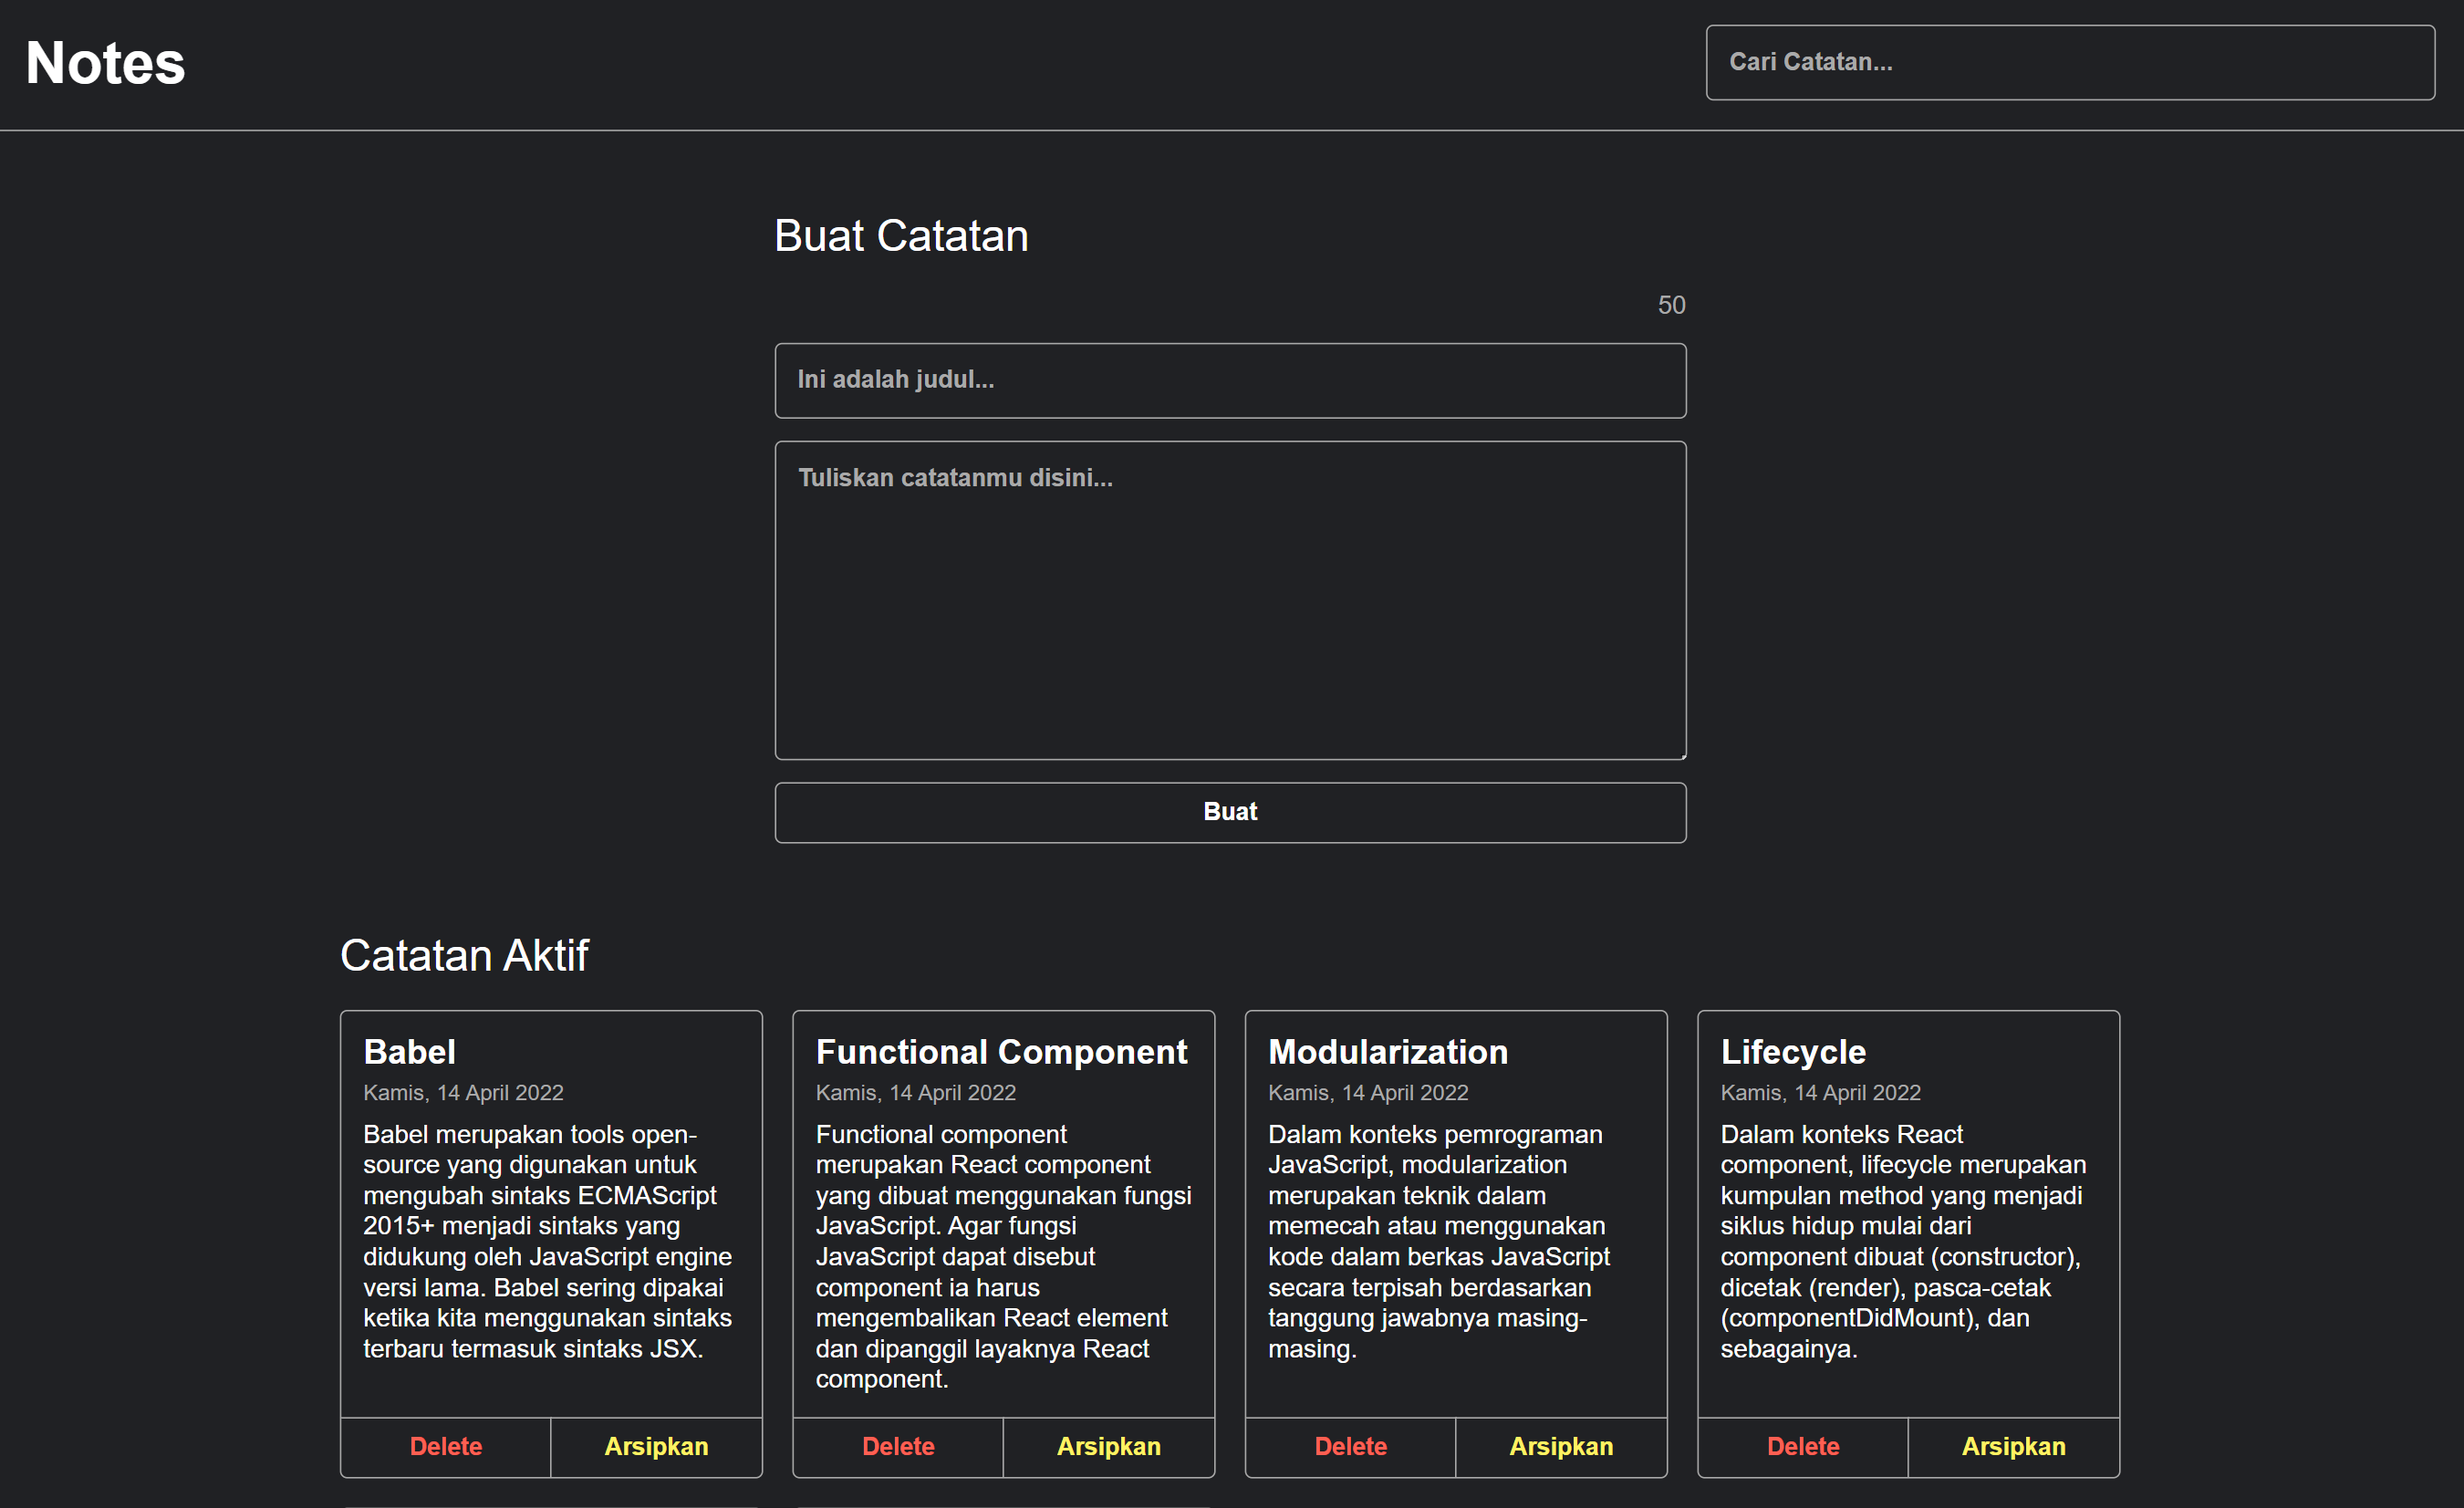 Notes
Cari Catatan...
Buat Catatan
50
Ini adalah judul...
Tuliskan catatanmu disini...
Buat
Catatan Aktif
Babel
Kamis, 14 April 2022
Babel merupakan tools open-
source yang digunakan untuk
mengubah sintaks ECMAScript
2015+ menjadi sintaks yang
didukung oleh JavaScript engine
versi lama. Babel sering dipakai
ketika kita menggunakan sintaks
terbaru termasuk sintaks JSX.
Delete
Arsipkan
Functional Component
Kamis, 14 April 2022
Functional component
merupakan React component
yang dibuat menggunakan fungsi
JavaScript. Agar fungsi
JavaScript dapat disebut
component ia harus
mengembalikan React element
dan dipanggil layaknya React
component.
Delete
Arsipkan
Modularization
Kamis, 14 April 2022
Dalam konteks pemrograman
JavaScript, modularization
merupakan teknik dalam
memecah atau menggunakan
kode dalam berkas JavaScript
secara terpisah berdasarkan
tanggung jawabnya masing-
masing.
Delete
Arsipkan
Lifecycle
Kamis, 14 April 2022
Dalam konteks React
component, lifecycle merupakan
kumpulan method yang menjadi
siklus hidup mulai dari
component dibuat (constructor),
dicetak (render), pasca-cetak
(componentDidMount), dan
sebagainya.
Delete
Arsipkan